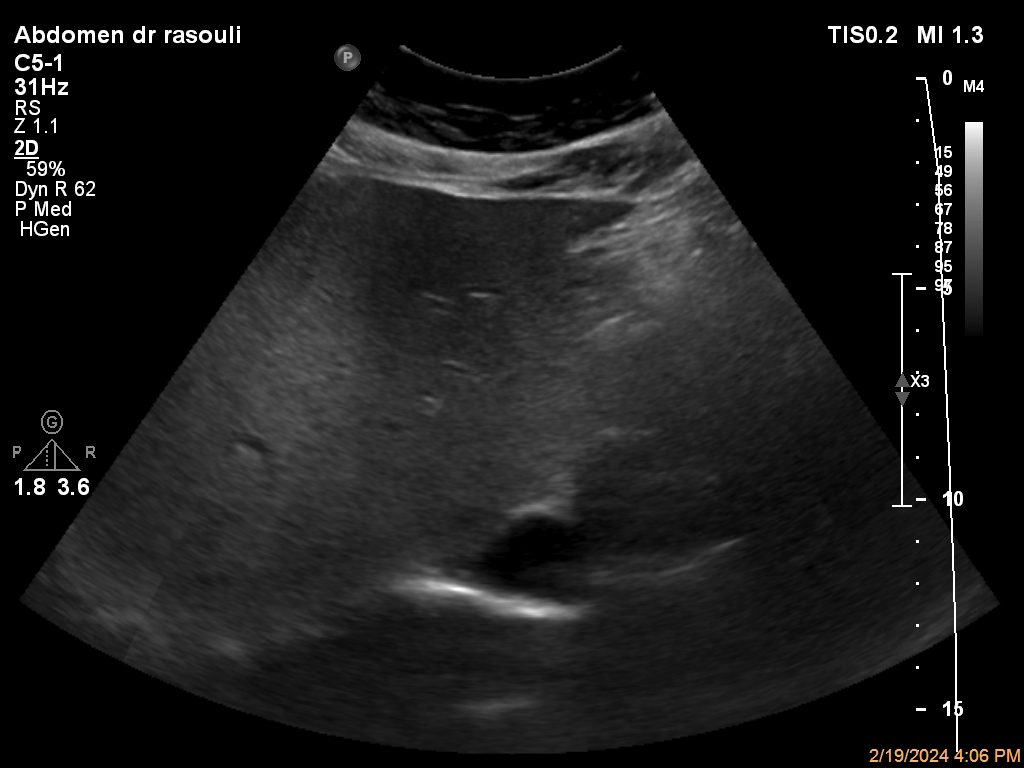 Abdomen dr rasouli
TIS0.2 MI 1.3
C5-1
31Hz
RS
Z 1.1
2D
59%
Dyn R 62
P Med
HGen
P
0
M4
15
49
56
67
78
87
95
5
X3
G
P R
1.8 3.6
10
15
2/19/2024 4:06 PM